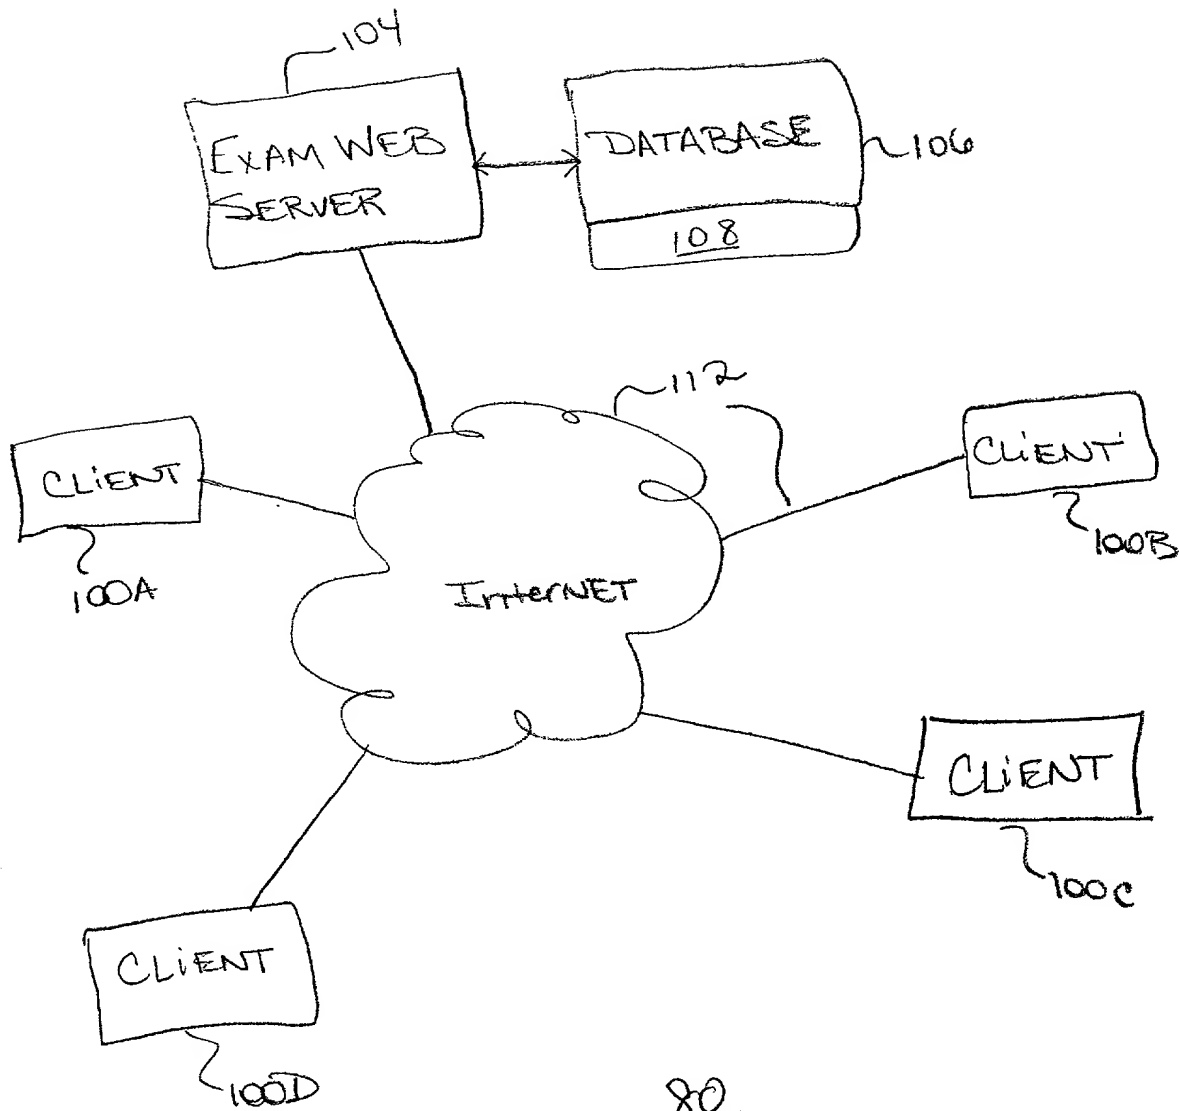 104
EXAM WEB
SERVER
DATABASE
106
108
112
CLIENT
100A
CLIENT
100B
INTERNET
CLIENT
100C
CLIENT
100D
80